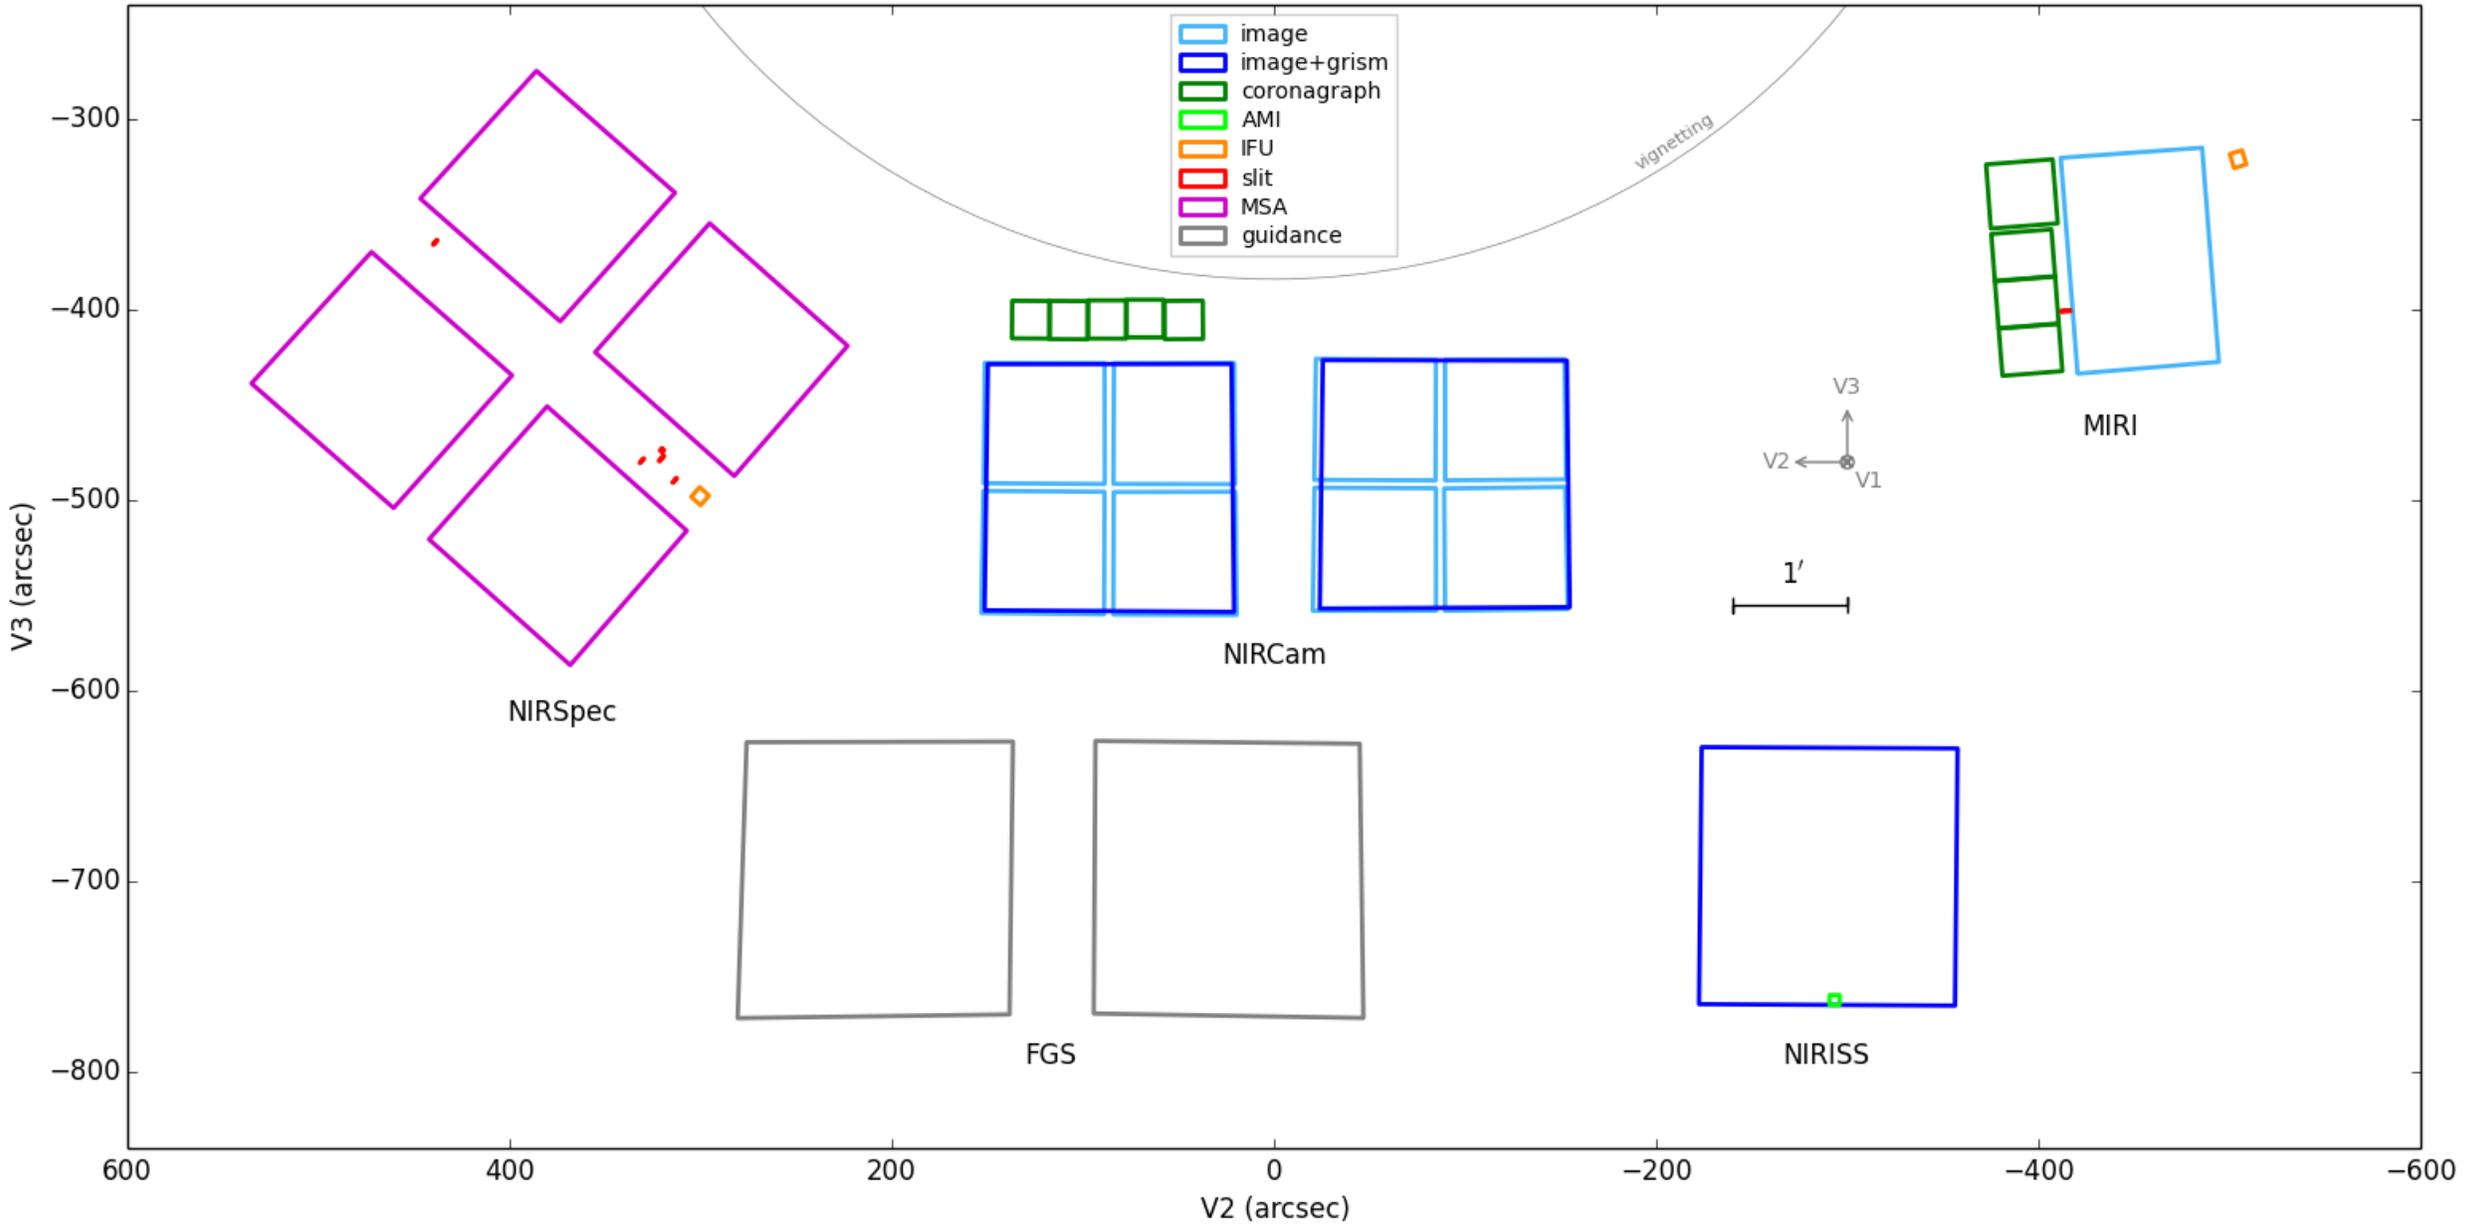 image
image+grism
coronagraph
AMI
IFU
slit
MSA
guidance
vignetting
−300
−400
−500
−600
−700
−800
V3 (arcsec)
NIRSpec
NIRCam
MIRI
V3
V2
V1
1′
FGS
NIRISS
600
400
200
0
−200
−400
−600
V2 (arcsec)